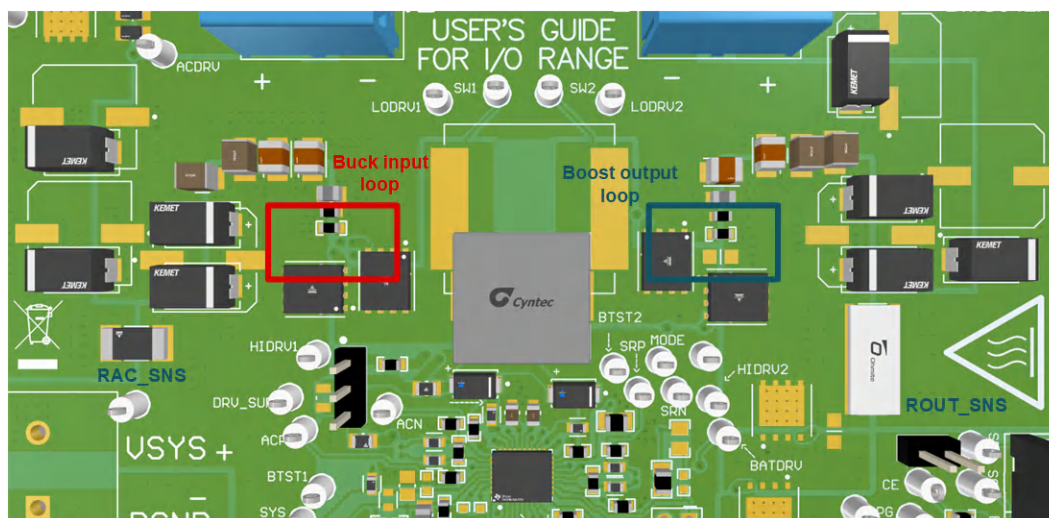 USER'S GUIDE
FOR I/O RANGE
ACDRV
+
-
-
+
SW1
SW2
LODRV1
LODRV2
KEMET
Buck input
loop
Boost output
loop
KEMET
KEMET
KEMET
KEMET
KEMET
KEMET
KEMET
+
+
Cyntec
RAC_SNS
BTST2
SRP
MODE
HIDRV1
HIDRV2
DRV_SU
ACN
SRN
ROUT_SNS
BATDRV
VSYS +
BTST1
CE
-
SYS
PG